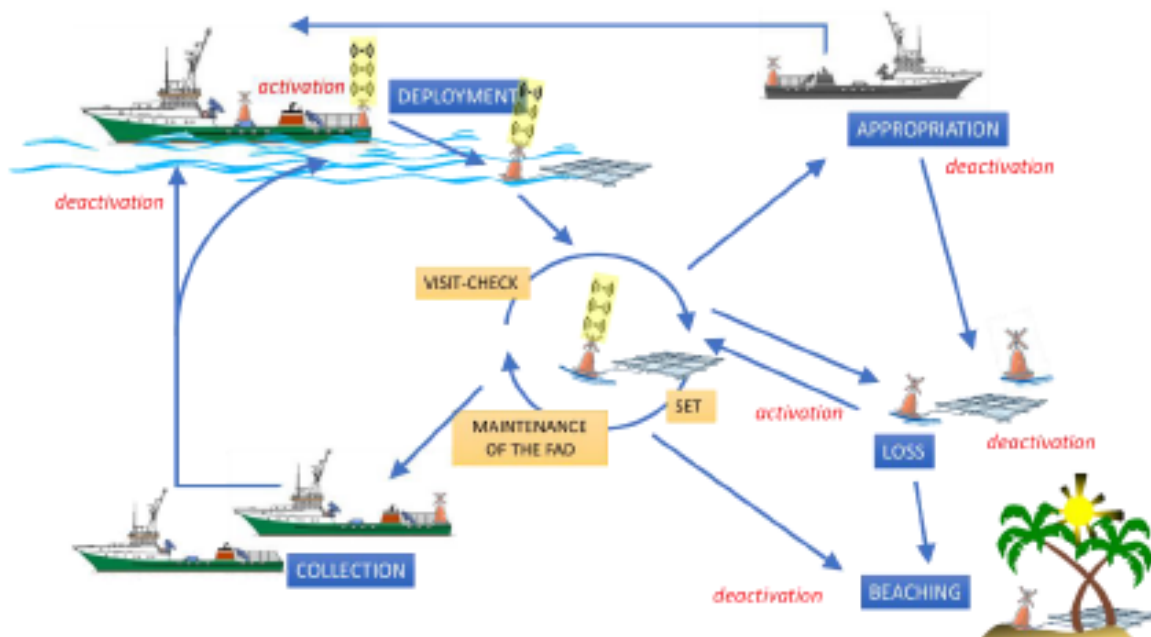 activation
DEPLOYMENT
APPROPRIATION
deactivation
deactivation
VISIT-CHECK
SET
activation
MAINTENANCE
OF THE FAD
deactivation
LOSS
COLLECTION
deactivation
BEACHING